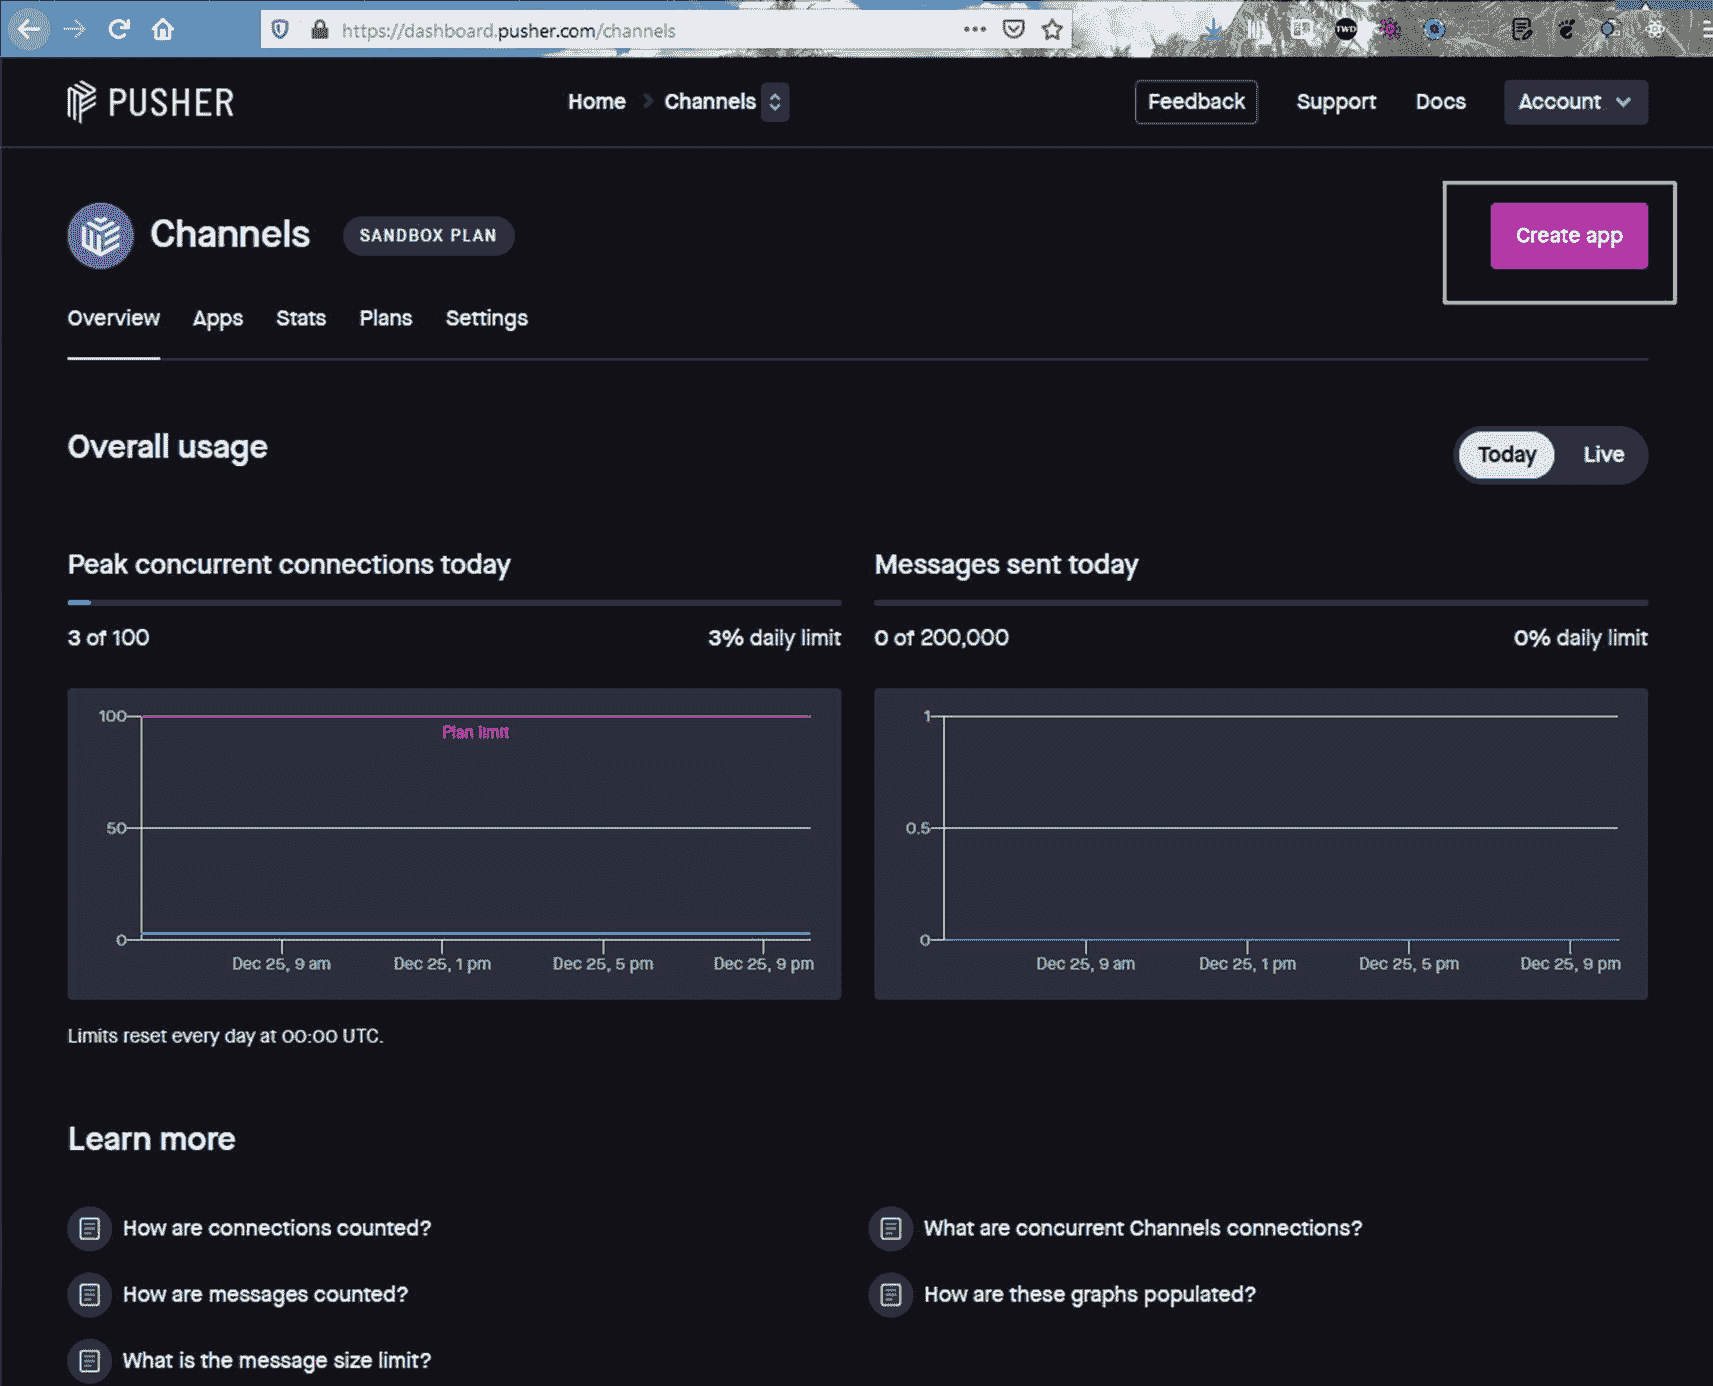 https://dashboard.pusher.com/channels
TWD
PUSHER
Home > Channels
Feedback
Support
Docs
Account
Channels
SANDBOX PLAN
Create app
Overview Apps Stats Plans Settings
Overall usage
Today Live
Peak concurrent connections today
3 of 100
3% daily limit
100
Plan limit
50
0
Dec 25, 9 am Dec 25, 1 pm Dec 25, 5 pm Dec 25, 9 pm
Messages sent today
0 of 200,000
0% daily limit
1
0.5
0
Dec 25, 9 am Dec 25, 1 pm Dec 25, 5 pm Dec 25, 9 pm
Limits reset every day at 00:00 UTC.
Learn more
How are connections counted?
What are concurrent Channels connections?
How are messages counted?
How are these graphs populated?
What is the message size limit?